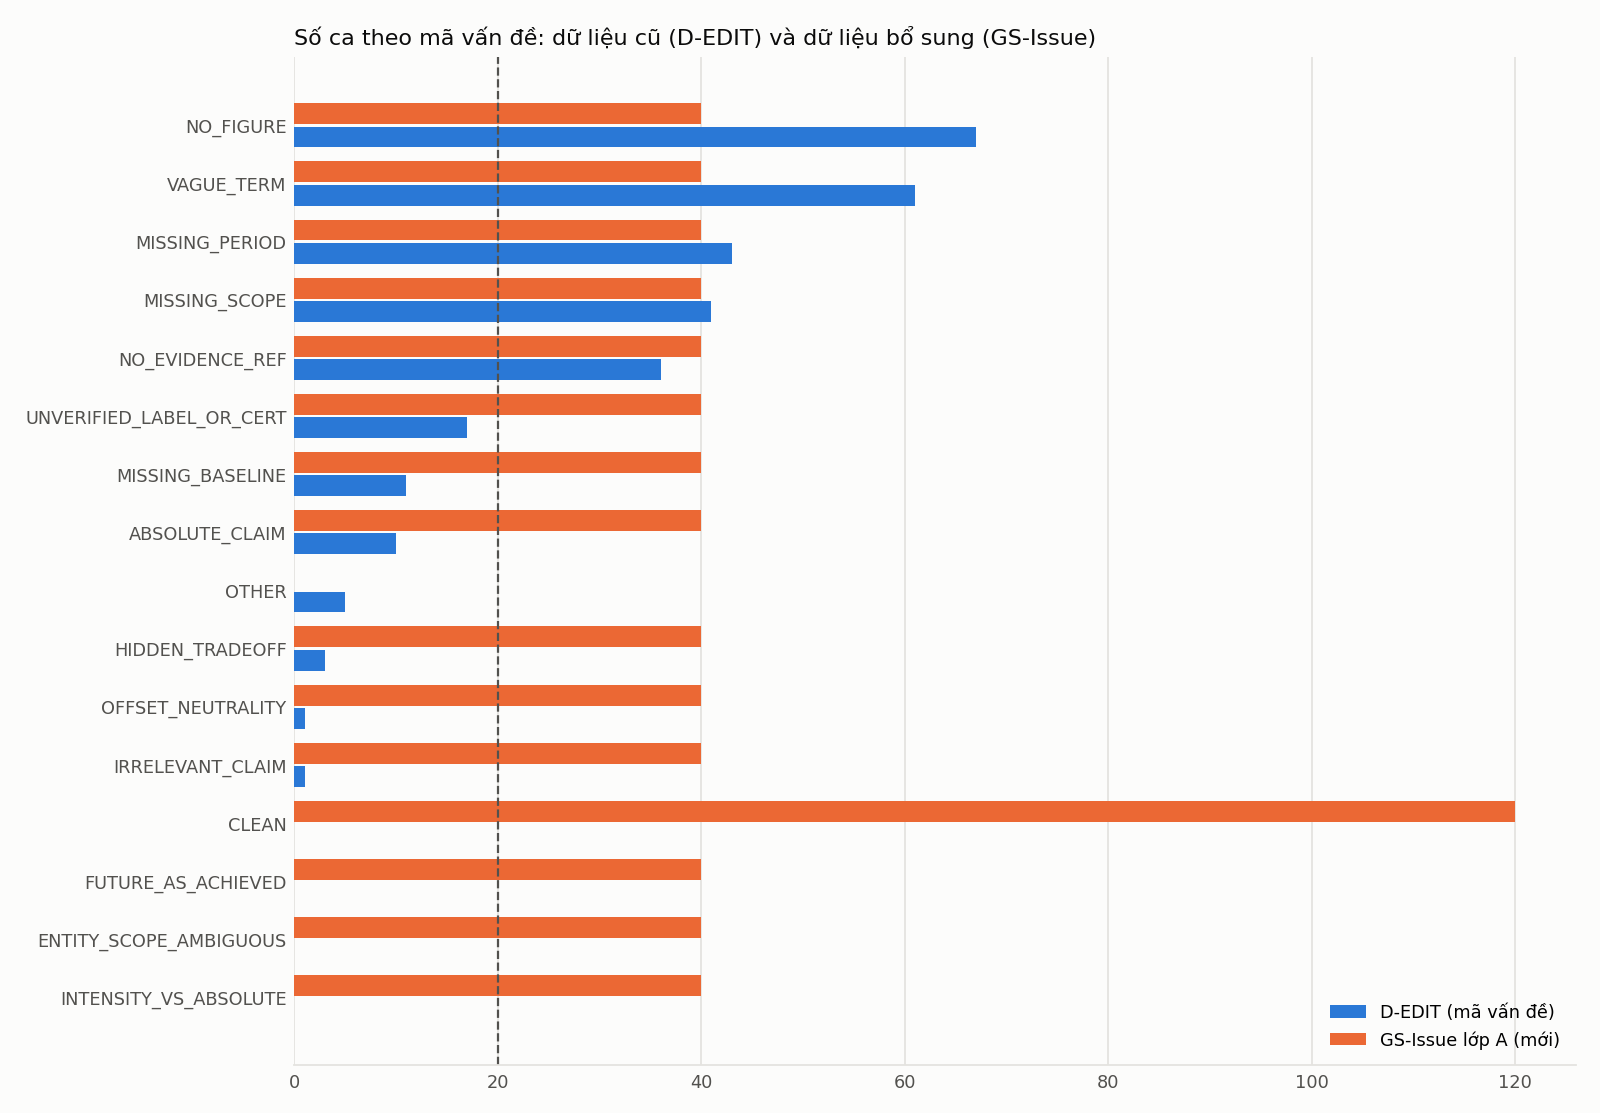 Số ca theo mã vấn đề: dữ liệu cũ (D-EDIT) và dữ liệu bổ sung (GS-Issue)
NO_FIGURE
VAGUE_TERM
MISSING_PERIOD
MISSING_SCOPE
NO_EVIDENCE_REF
UNVERIFIED_LABEL_OR_CERT
MISSING_BASELINE
ABSOLUTE_CLAIM
OTHER
HIDDEN_TRADEOFF
OFFSET_NEUTRALITY
IRRELEVANT_CLAIM
CLEAN
FUTURE_AS_ACHIEVED
ENTITY_SCOPE_AMBIGUOUS
INTENSITY_VS_ABSOLUTE
D-EDIT (mã vấn đề)
GS-Issue lớp A (mới)
0 20 40 60 80 100 120